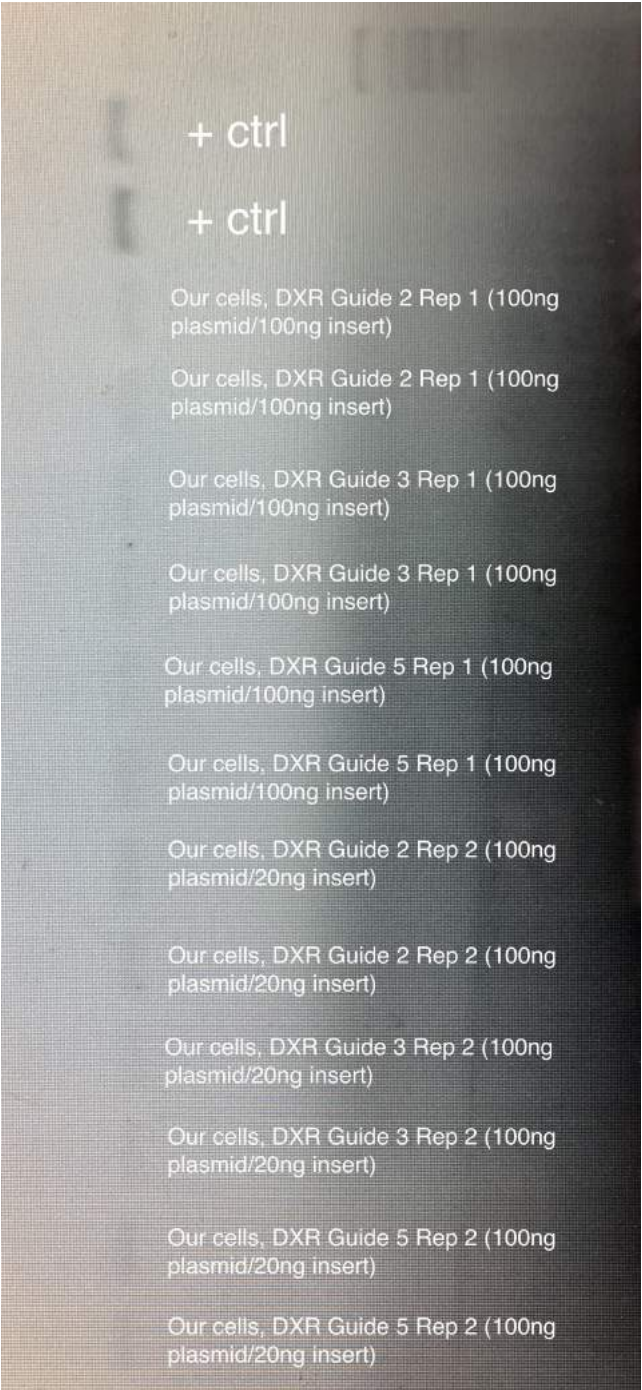 + ctrl
+ ctrl
Our cells, DXR Guide 2 Rep 1 (100ng
plasmid/100ng insert)
Our cells, DXR Guide 2 Rep 1 (100ng
plasmid/100ng insert)
Our cells, DXR Guide 3 Rep 1 (100ng
plasmid/100ng insert)
Our cells, DXR Guide 3 Rep 1 (100ng
plasmid/100ng insert)
Our cells, DXR Guide 5 Rep 1 (100ng
plasmid/100ng insert)
Our cells, DXR Guide 5 Rep 1 (100ng
plasmid/100ng insert)
Our cells, DXR Guide 2 Rep 2 (100ng
plasmid/20ng insert)
Our cells, DXR Guide 2 Rep 2 (100ng
plasmid/20ng insert)
Our cells, DXR Guide 3 Rep 2 (100ng
plasmid/20ng insert)
Our cells, DXR Guide 3 Rep 2 (100ng
plasmid/20ng insert)
Our cells, DXR Guide 5 Rep 2 (100ng
plasmid/20ng insert)
Our cells, DXR Guide 5 Rep 2 (100ng
plasmid/20ng insert)